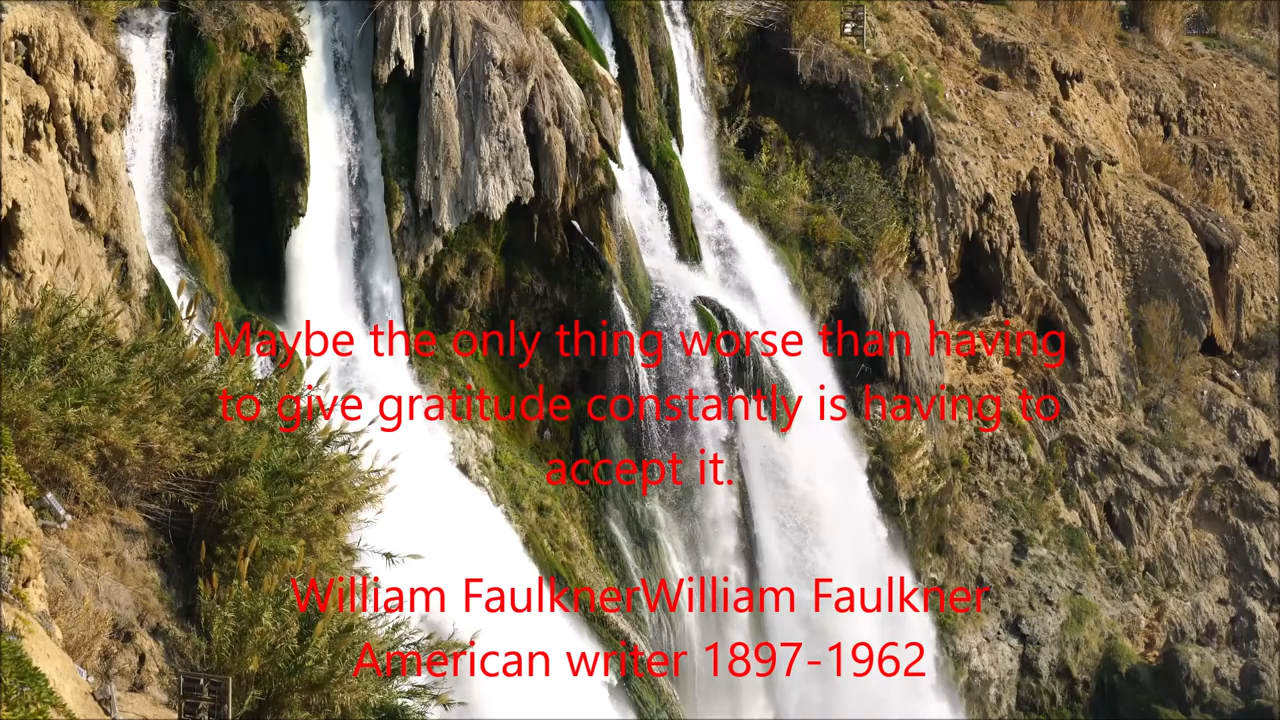 Maybe the only thing worse than having
to give gratitude constantly is having to
accept it.
William FaulknerWilliam Faulkner
American writer 1897-1962